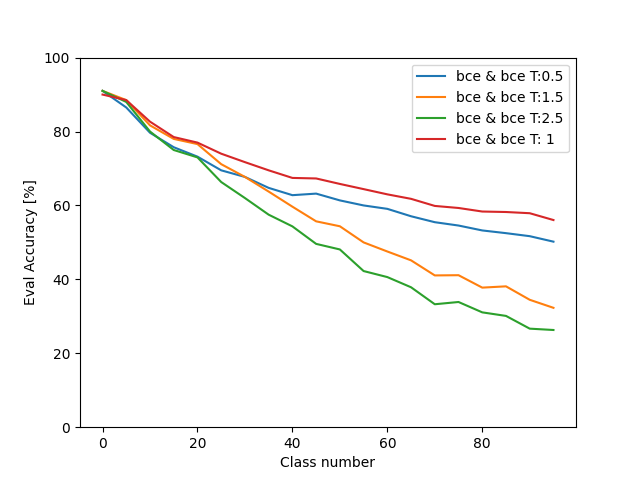 100
80
60
40
20
0
Eval Accuracy [%]
bce & bce T:0.5
bce & bce T:1.5
bce & bce T:2.5
bce & bce T: 1
0 20 40 60 80
Class number